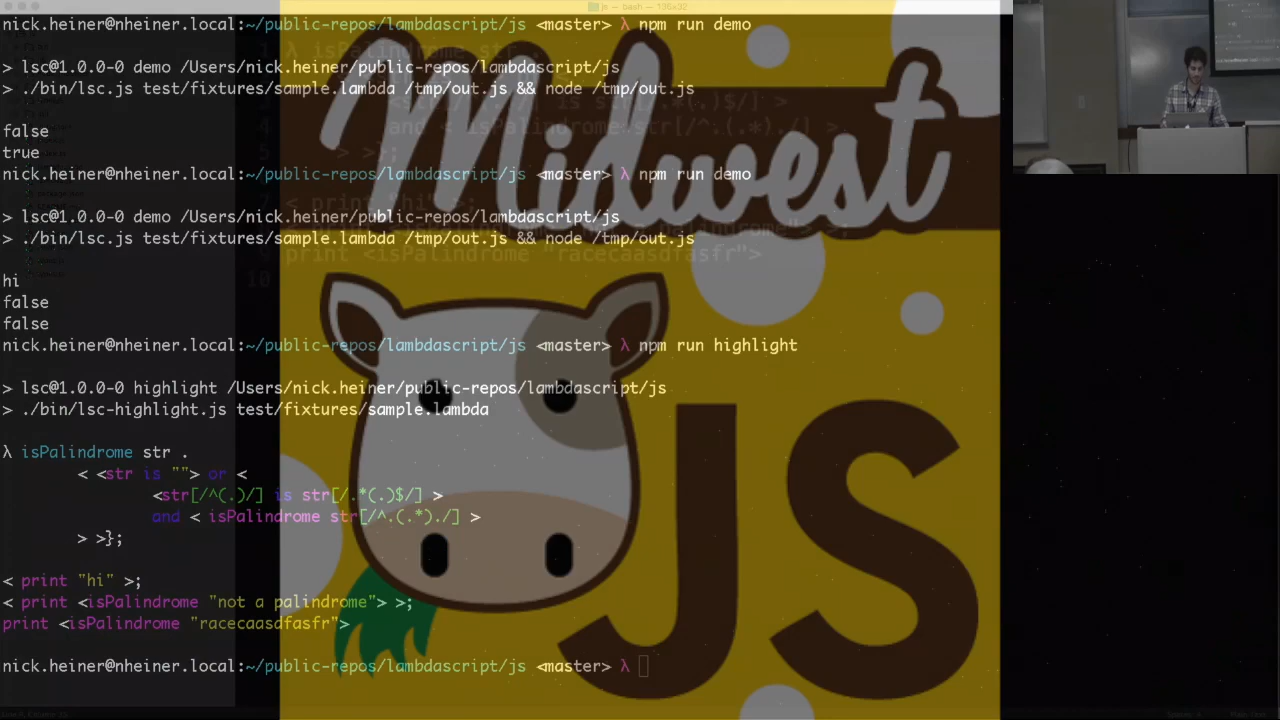 nick.heiner@nheiner.local:~/public-repos/lambdascript/js <master> λ npm run demo
> lsc@1.0.0-0 demo /Users/nick.heiner/public-repos/lambdascript/js
> ./bin/lsc.js test/fixtures/sample.lambda /tmp/out.js && node /tmp/out.js
false
true
nick.heiner@nheiner.local:~/public-repos/lambdascript/js <master> λ npm run demo
> lsc@1.0.0-0 demo /Users/nick.heiner/public-repos/lambdascript/js
> ./bin/lsc.js test/fixtures/sample.lambda /tmp/out.js && node /tmp/out.js
hi
false
false
nick.heiner@nheiner.local:~/public-repos/lambdascript/js <master> λ npm run highlight
> lsc@1.0.0-0 highlight /Users/nick.heiner/public-repos/lambdascript/js
> ./bin/lsc-highlight.js test/fixtures/sample.lambda
λ isPalindrome str .
< <str is ""> or <
<str[/^(.)/] is str[/.*(.)$/] >
and < isPalindrome str[/^.(.*)./] >
> >};
< print "hi" >;
< print <isPalindrome "not a palindrome"> >;
print <isPalindrome "racecaasdfasfr">
nick.heiner@nheiner.local:~/public-repos/lambdascript/js <master> λ
Midwest
JS